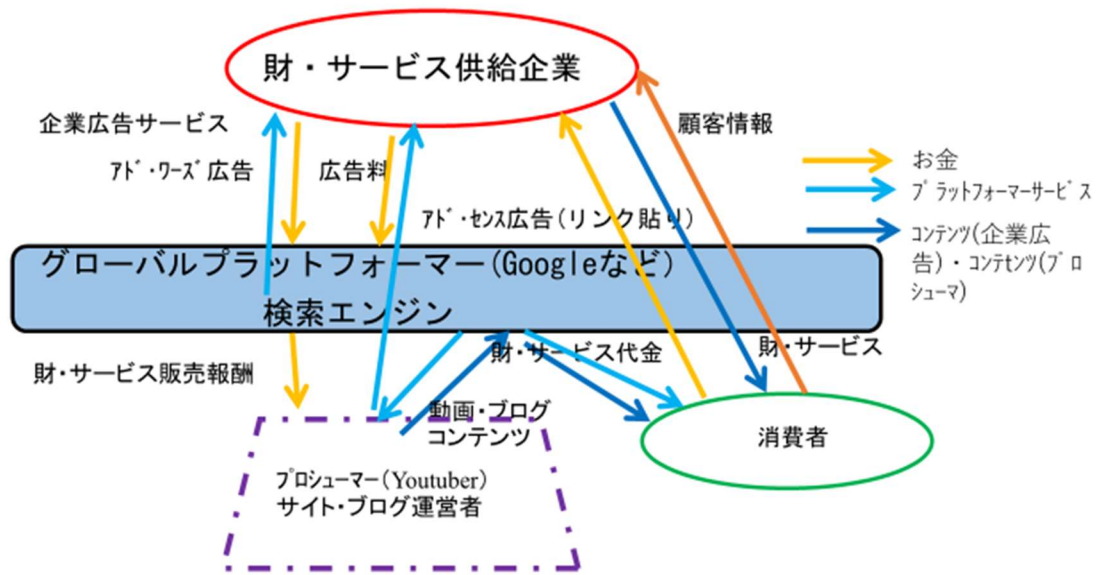 財・サービス供給企業
企業広告サービス
ｱﾄﾞ・ﾜｰｽﾞ広告
広告料
顧客情報
ｱﾄﾞ・ｾﾝｽ広告(リンク貼り)
お金
ﾌﾟﾗｯﾄフォーマーサービス
ｺﾝﾃﾝﾂ(企業広
告)・ｺﾝﾃｾﾝﾂ(ﾌﾟﾛ
ｼｭｰﾏ)
グローバルプラットフォーマー(Googleなど)
検索エンジン
財・サービス販売報酬
財・サービス代金
財・サービス
動画・ブログ
コンテンツ
消費者
ﾌﾟﾛｼｭｰﾏｰ(Youtuber)
サイト・ブログ運営者